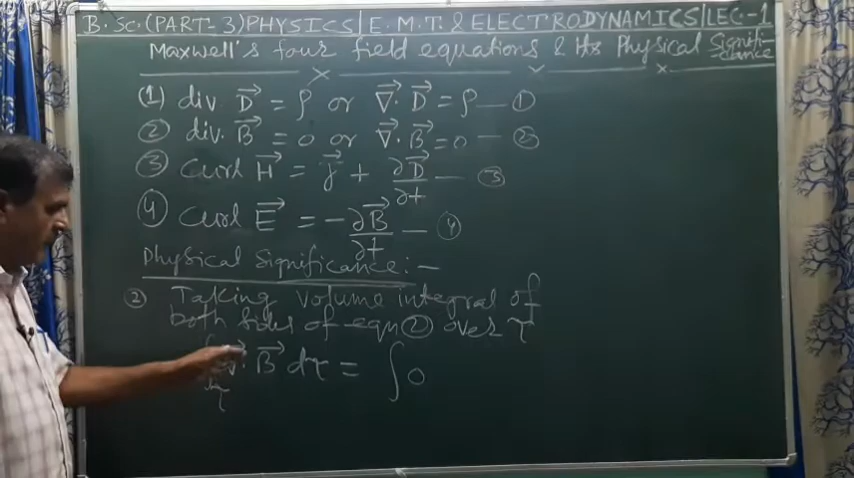 B.Sc.(PART-3)PHYSICS/E.M.T.&ELECTRODYNAMICS/LEC-1
Maxwell's four field equations & Its Physical Significance
(1) div D⃗ = ρ or ∇⃗·D⃗ = ρ — ①
② div. B⃗ = 0 or ∇⃗·B⃗ = 0 — ②
③ curl H⃗ = J⃗ + ∂D⃗/∂t — ③
④ curl E⃗ = -∂B⃗/∂t — ④
Physical Significance:-
② Taking volume integral of
both sides of eqn② over τ
∫τ ∇⃗·B⃗ dτ = ∫0